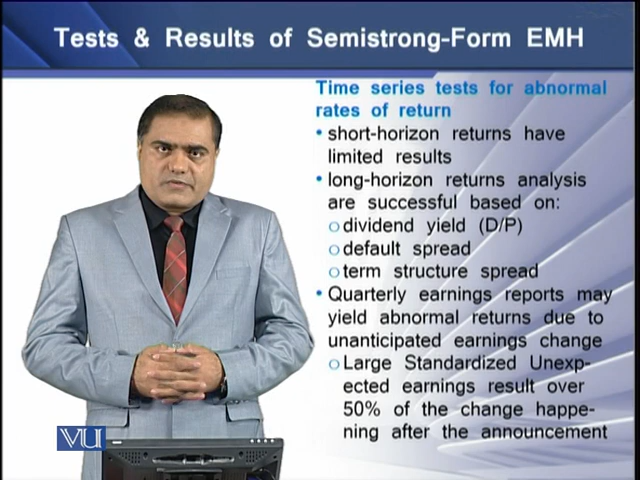 Tests & Results of Semistrong-Form EMH
Time series tests for abnormal
rates of return
• short-horizon returns have
limited results
• long-horizon returns analysis
are successful based on:
o dividend yield (D/P)
o default spread
o term structure spread
• Quarterly earnings reports may
yield abnormal returns due to
unanticipated earnings change
o Large Standardized Unexp-
ected earnings result over
50% of the change happe-
ning after the announcement
VU